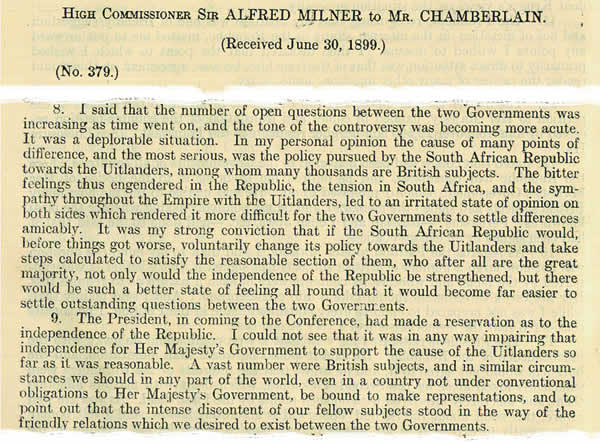 HIGH COMMISSIONER SIR ALFRED MILNER to MR. CHAMBERLAIN.
(Received June 30, 1899.)
(No. 379.)
8. I said that the number of open questions between the two Governments was
increasing as time went on, and the tone of the controversy was becoming more acute.
It was a deplorable situation. In my personal opinion the cause of many points of
difference, and the most serious, was the policy pursued by the South African Republic
towards the Uitlanders, among whom many thousands are British subjects. The bitter
feelings thus engendered in the Republic, the tension in South Africa, and the sym-
pathy throughout the Empire with the Uitlanders, led to an irritated state of opinion on
both sides which rendered it more difficult for the two Governments to settle differences
amicably. It was my strong conviction that if the South African Republic would,
before things got worse, voluntarily change its policy towards the Uitlanders and take
steps calculated to satisfy the reasonable section of them, who after all are the great
majority, not only would the independence of the Republic be strengthened, but there
would be such a better state of feeling all round that it would become far easier to
settle outstanding questions between the two Governments.
9. The President, in coming to the Conference, had made a reservation as to the
independence of the Republic. I could not see that it was in any way impairing that
independence for Her Majesty's Government to support the cause of the Uitlanders so
far as it was reasonable. A vast number were British subjects, and in similar circum-
stances we should in any part of the world, even in a country not under conventional
obligations to Her Majesty's Government, be bound to make representations, and to
point out that the intense discontent of our fellow subjects stood in the way of the
friendly relations which we desired to exist between the two Governments.